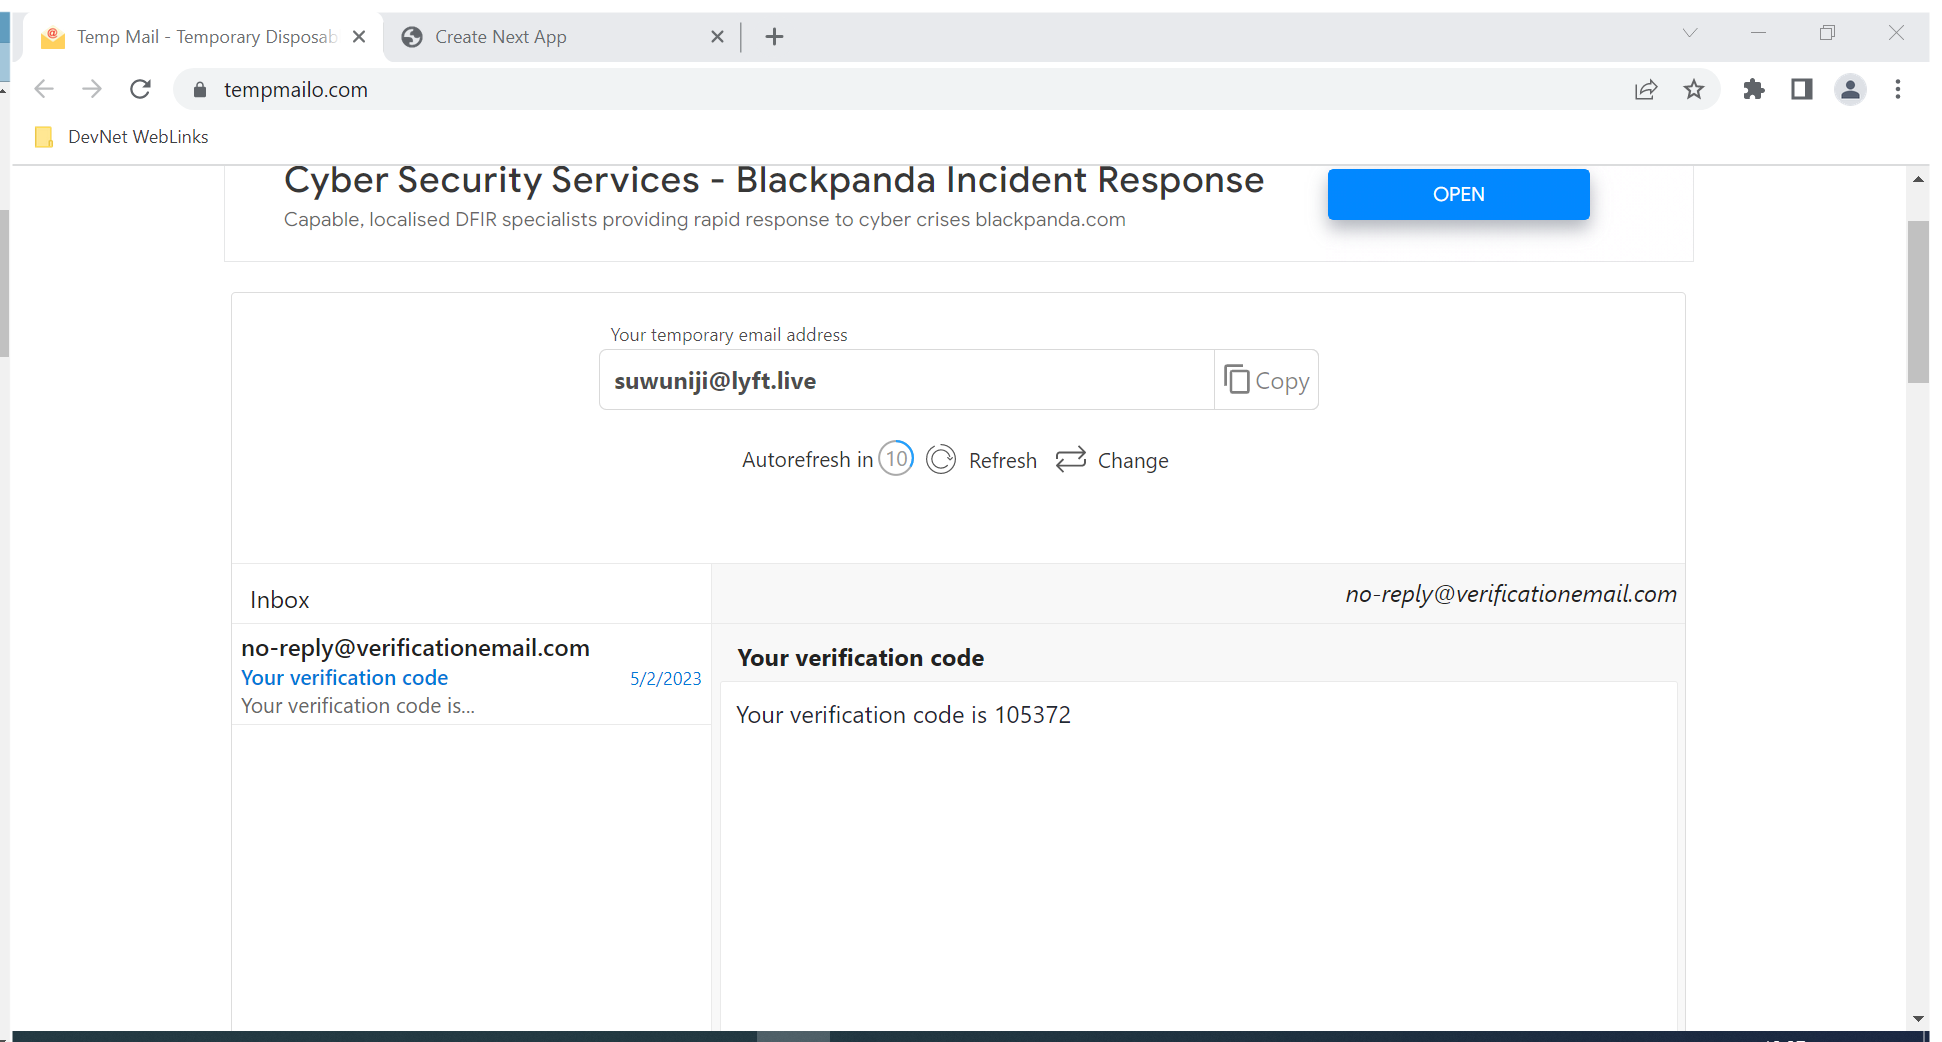 Temp Mail - Temporary Disposab
Create Next App
tempmailo.com
DevNet WebLinks
Cyber Security Services - Blackpanda Incident Response
Capable, localised DFIR specialists providing rapid response to cyber crises blackpanda.com
OPEN
Your temporary email address
suwuniji@lyft.live
Copy
Autorefresh in 10 Refresh Change
Inbox
no-reply@verificationemail.com
no-reply@verificationemail.com
Your verification code 5/2/2023
Your verification code is...
Your verification code
Your verification code is 105372